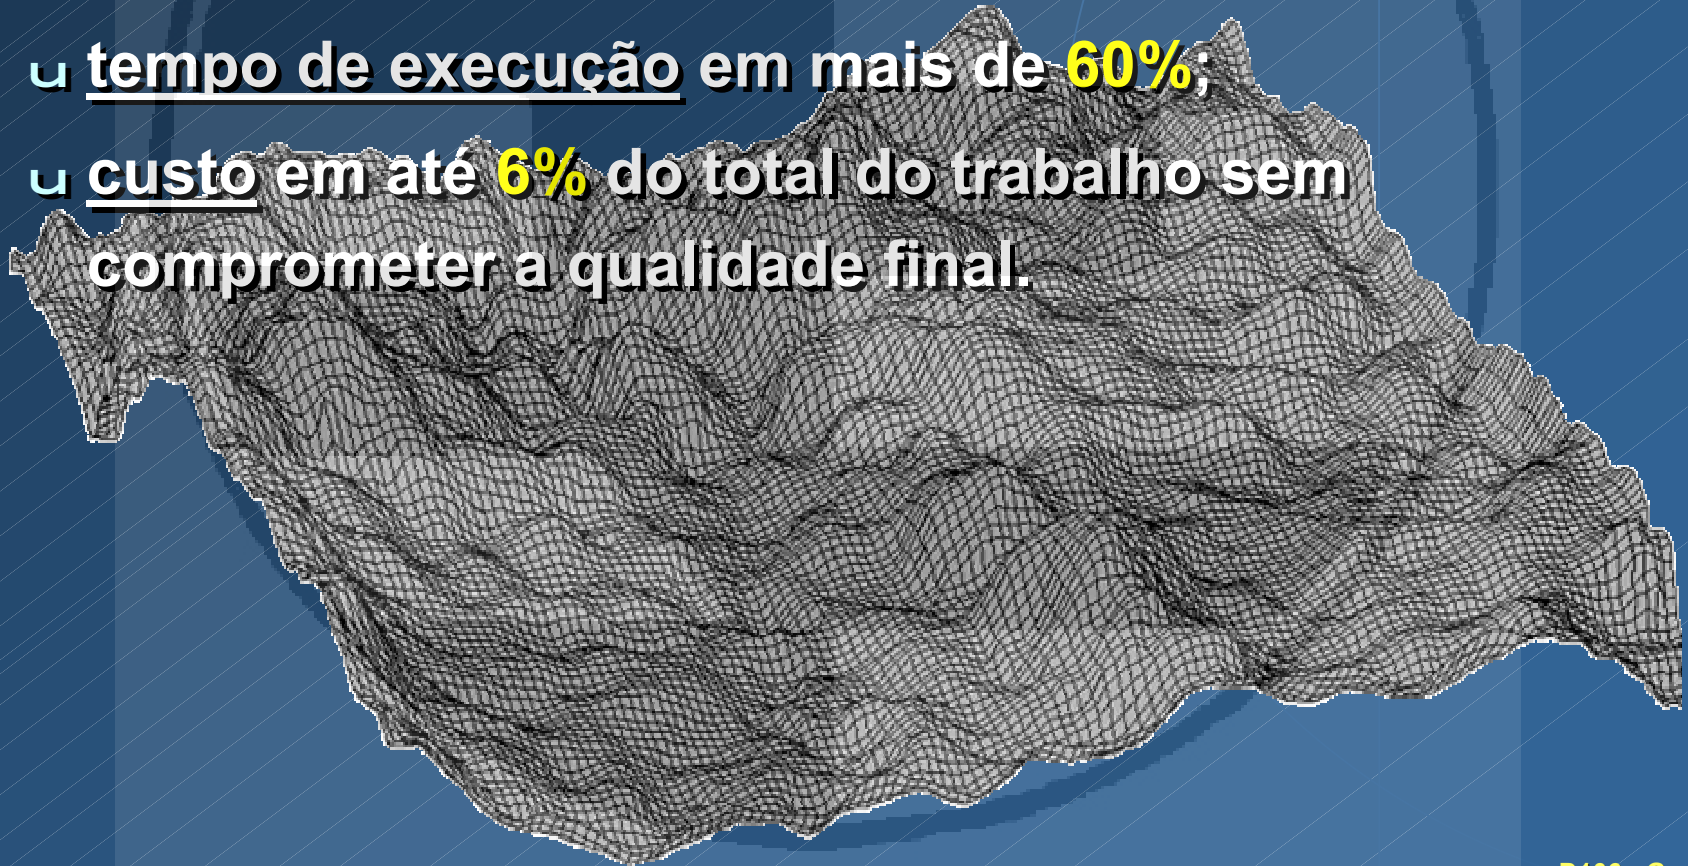 u tempo de execução em mais de 60%;
u custo em até 6% do total do trabalho sem
comprometer a qualidade final.